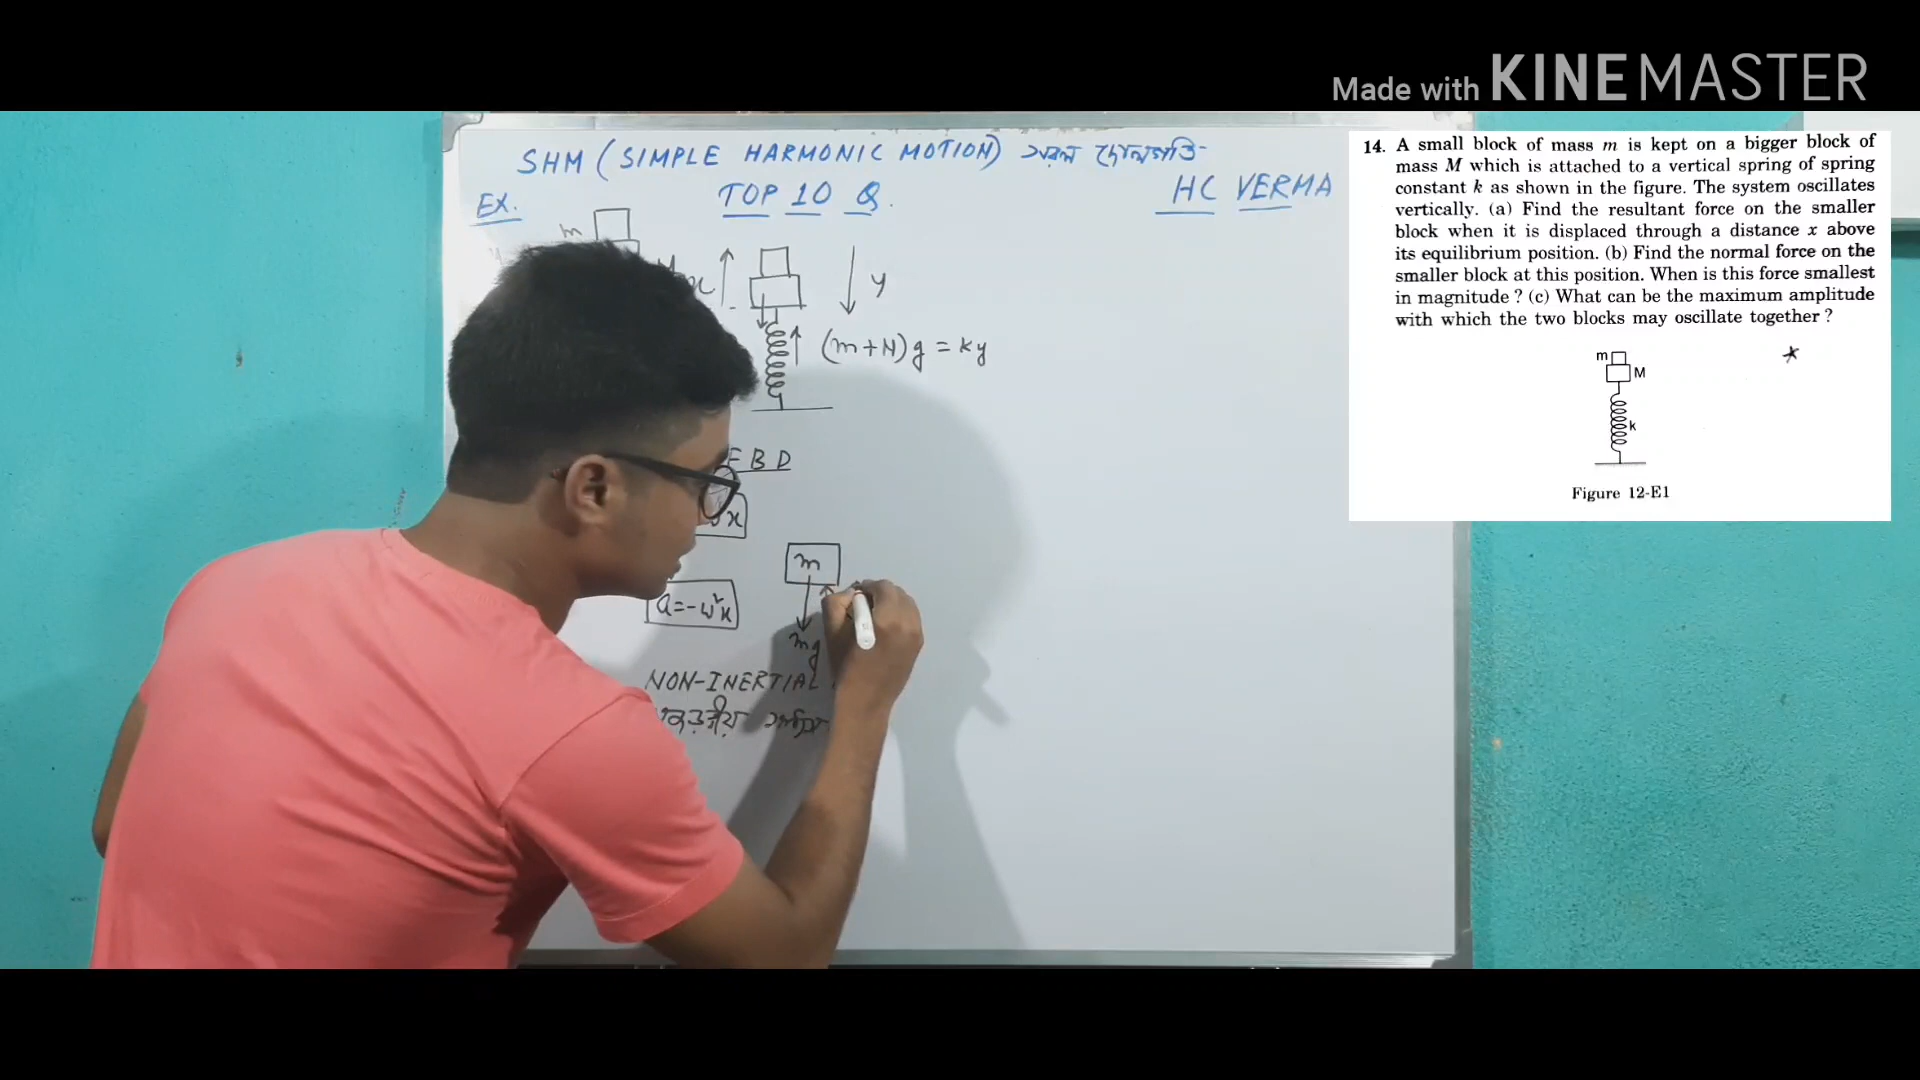 Made with KINEMASTER
SHM (SIMPLE HARMONIC MOTION) সরল দোলগতি
TOP 10 Q.
HC VERMA
EX.
m
x
y
(m+M)g = ky
FBD
x
m
a=-ω²x
mg
NON-INERTIAL
14. A small block of mass m is kept on a bigger block of
mass M which is attached to a vertical spring of spring
constant k as shown in the figure. The system oscillates
vertically. (a) Find the resultant force on the smaller
block when it is displaced through a distance x above
its equilibrium position. (b) Find the normal force on the
smaller block at this position. When is this force smallest
in magnitude ? (c) What can be the maximum amplitude
with which the two blocks may oscillate together ?
m
M
k
Figure 12-E1